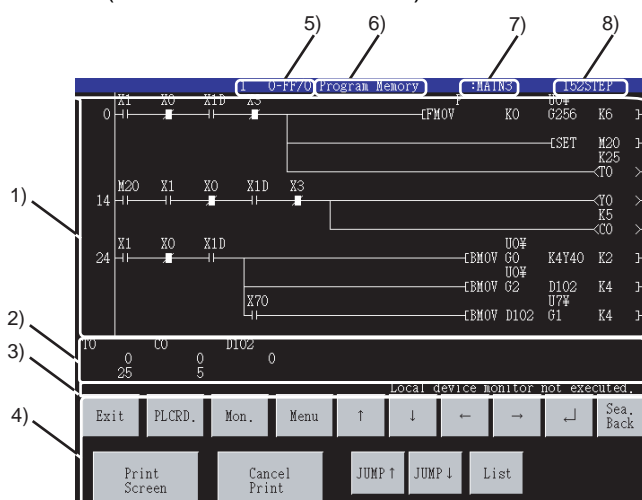 5) 6) 7) 8)
1 0-FF/0 Program Memory :MAIN3 152STEP
X1 X0 X1D X3 P U0¥
0 [FMOV K0 G256 K6 ]
[SET M20 ]
K25
<T0 >
M20 X1 X0 X1D X3
14 <Y0 >
K5
<C0 >
X1 X0 X1D U0¥
24 [BMOV G0 K4Y40 K2 ]
U0¥
[BMOV G2 D102 K4 ]
X70 U7¥
[BMOV D102 G1 K4 ]
1)
2)
T0 C0 D102
0 0 0
25 5
3)
Local device monitor not executed.
4)
Exit PLCRD. Mon. Menu ↑ ↓ ← → ↵ Sea. Back
Print Screen Cancel Print JUMP↑ JUMP↓ List